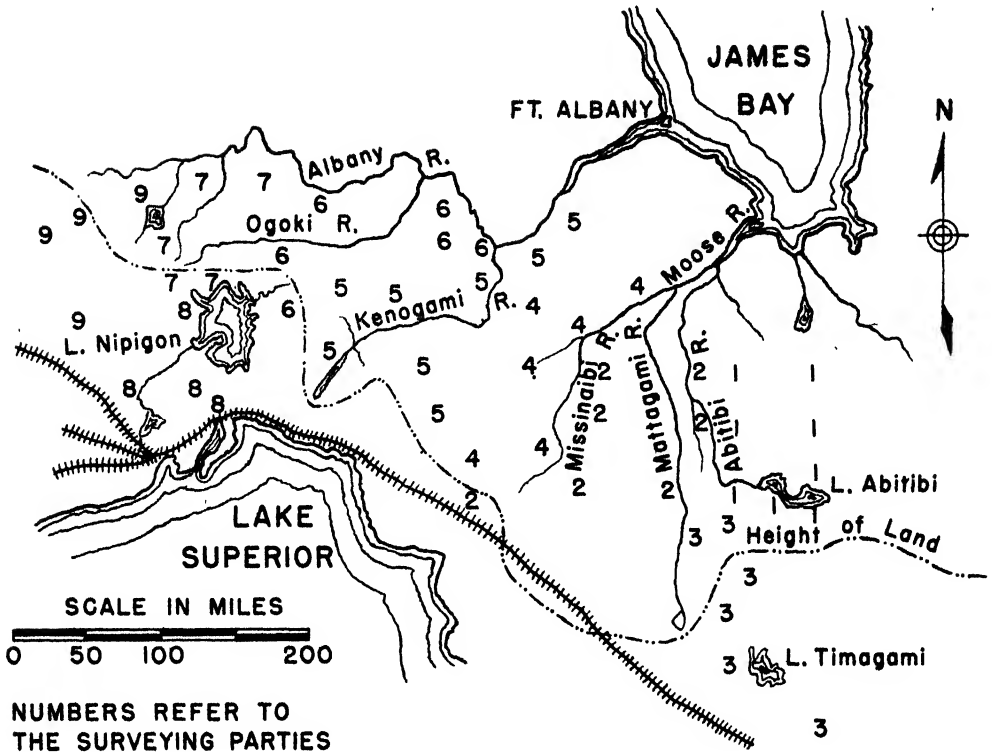 JAMES
BAY
FT. ALBANY
N
Albany R.
9 7 7
9 6 6
9 7 Ogoki R. 6 6 5
6 5
7 7 5 5 5
8 6 Kenogami R. 4 4 Moose R.
9
L. Nipigon 4
5 5 4 Missinaibi R. 2 Mattagami R. 2 Abitibi R. 1 1
8 8 8 5 2 2
4 4 2 2 L. Abitibi
2 3 3 Height of Land
LAKE
SUPERIOR
3
3
SCALE IN MILES
0 50 100 200
3 L. Timagami
3
NUMBERS REFER TO
THE SURVEYING PARTIES